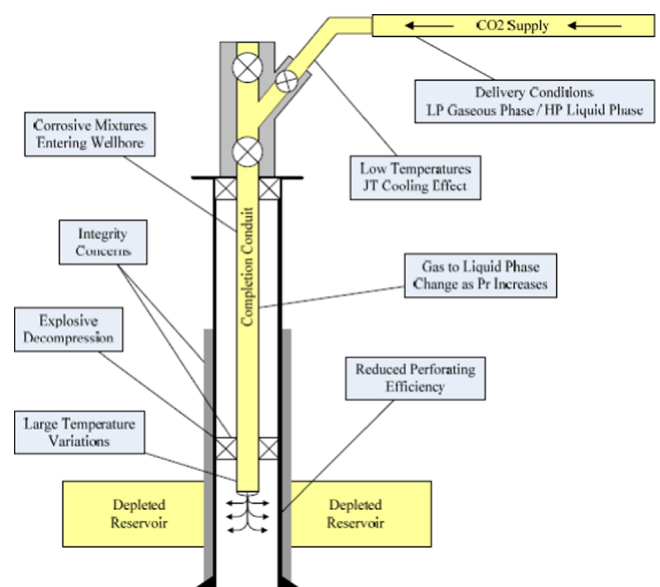 CO2 Supply
Delivery Conditions
LP Gaseous Phase / HP Liquid Phase
Corrosive Mixtures
Entering Wellbore
Low Temperatures
JT Cooling Effect
Integrity
Concerns
Completion Conduit
Gas to Liquid Phase
Change as Pr Increases
Explosive
Decompression
Reduced Perforating
Efficiency
Large Temperature
Variations
Depleted
Reservoir
Depleted
Reservoir